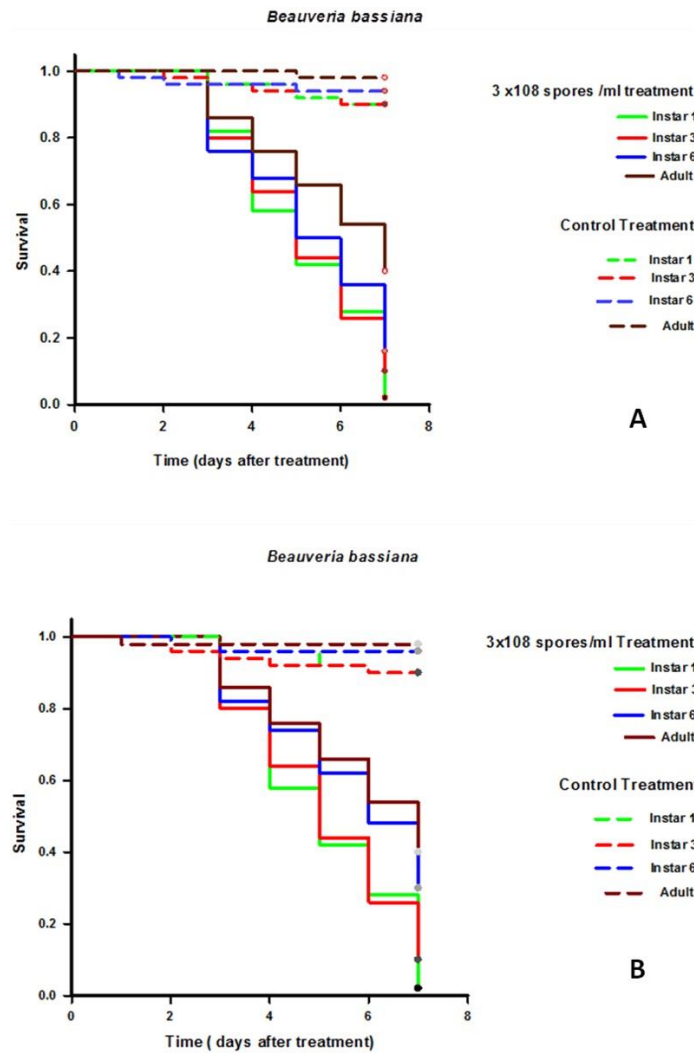 Beauveria bassiana
3 x108 spores /ml treatment
Instar 1
Instar 3
Instar 6
Adult
Control Treatment
Instar 1
Instar 3
Instar 6
Adult
1.0
0.8
0.6
0.4
0.2
0.0
Survival
0
2
4
6
8
Time (days after treatment)
A
Beauveria bassiana
3x108 spores/ml Treatment
Instar 1
Instar 3
Instar 6
Adult
Control Treatment
Instar 1
Instar 3
Instar 6
Adult
1.0
0.8
0.6
0.4
0.2
0.0
Survival
0
2
4
6
8
Time ( days after treatment)
B